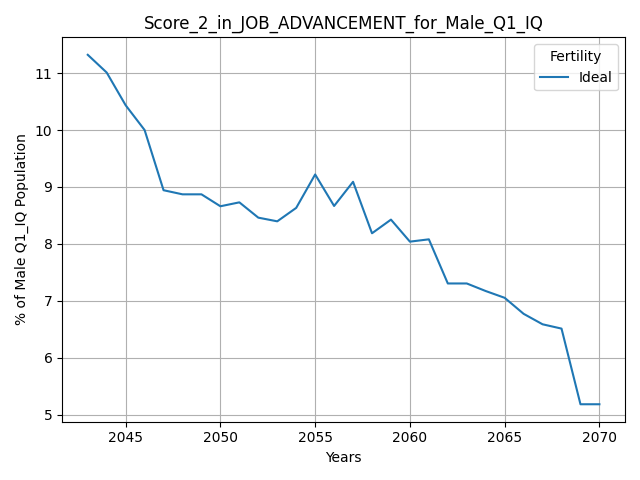 Score_2_in_JOB_ADVANCEMENT_for_Male_Q1_IQ
Fertility
Ideal
% of Male Q1_IQ Population
11
10
9
8
7
6
5
2045 2050 2055 2060 2065 2070
Years